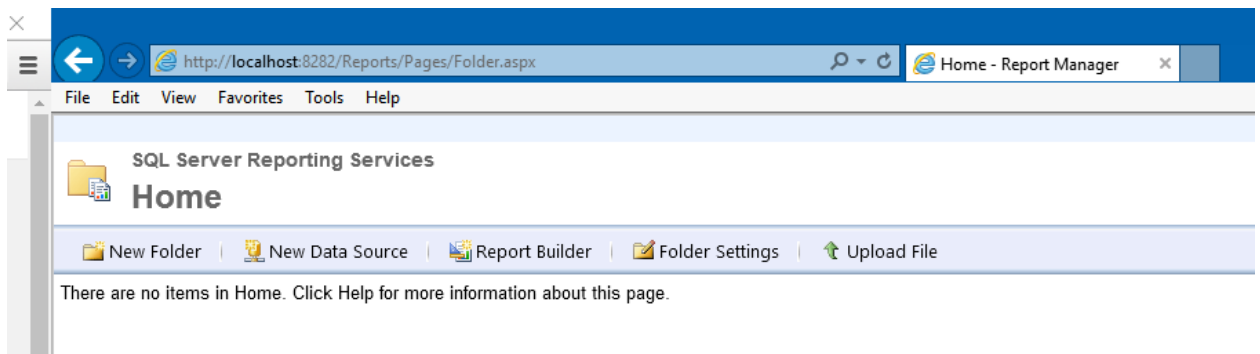 http://localhost:8282/Reports/Pages/Folder.aspx
Home - Report Manager
File Edit View Favorites Tools Help
SQL Server Reporting Services
Home
New Folder New Data Source Report Builder Folder Settings Upload File
There are no items in Home. Click Help for more information about this page.